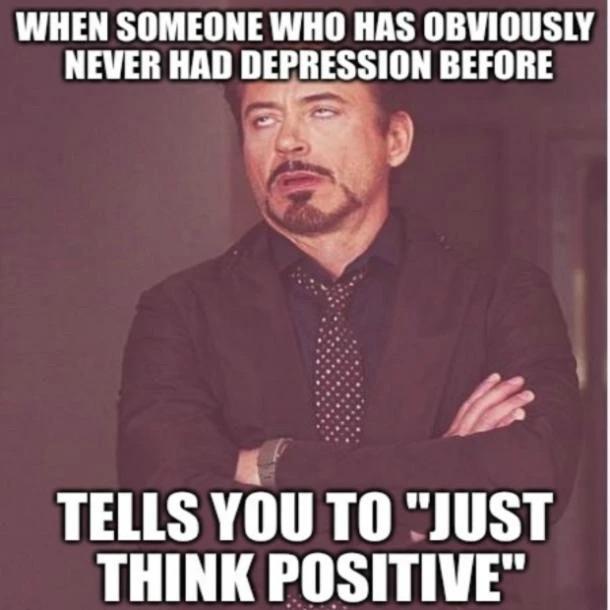 WHEN SOMEONE WHO HAS OBVIOUSLY
NEVER HAD DEPRESSION BEFORE
TELLS YOU TO "JUST
THINK POSITIVE"